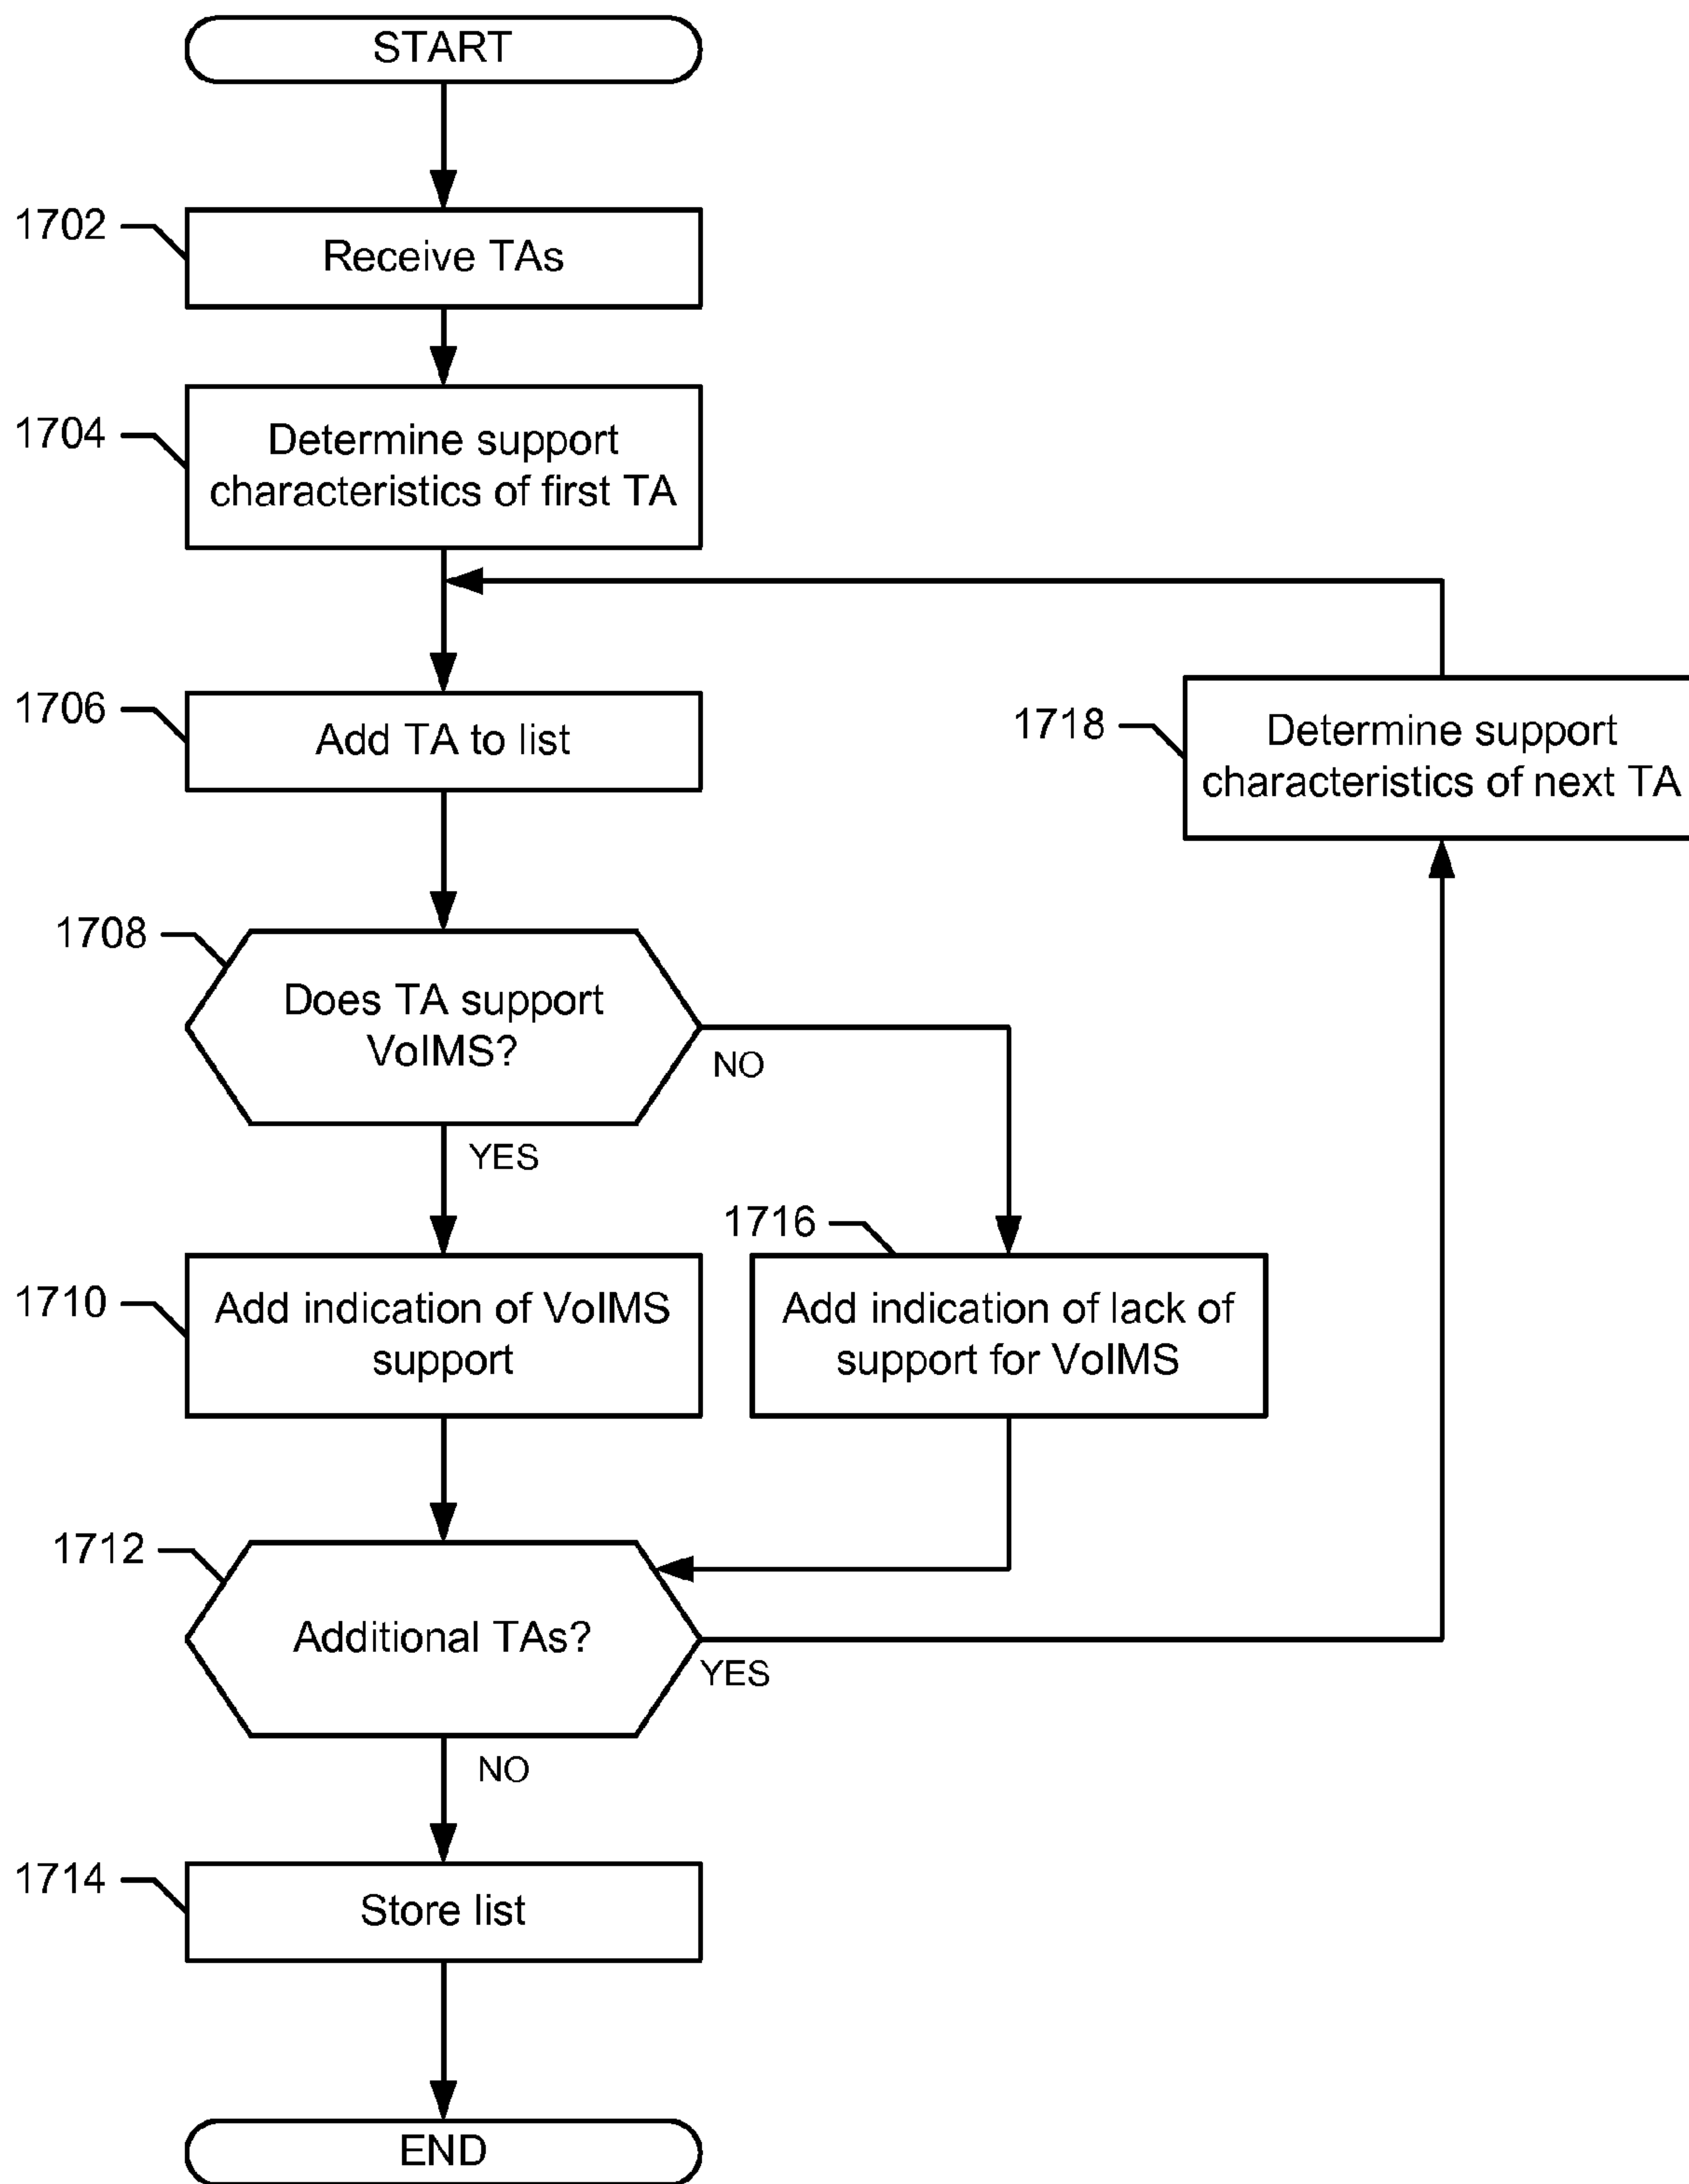 START
1702
Receive TAs
1704
Determine support
characteristics of first TA
1706
Add TA to list
1718
Determine support
characteristics of next TA
1708
Does TA support
VoIMS?
NO
YES
1716
1710
Add indication of VoIMS
support
Add indication of lack of
support for VoIMS
1712
Additional TAs?
YES
NO
1714
Store list
END